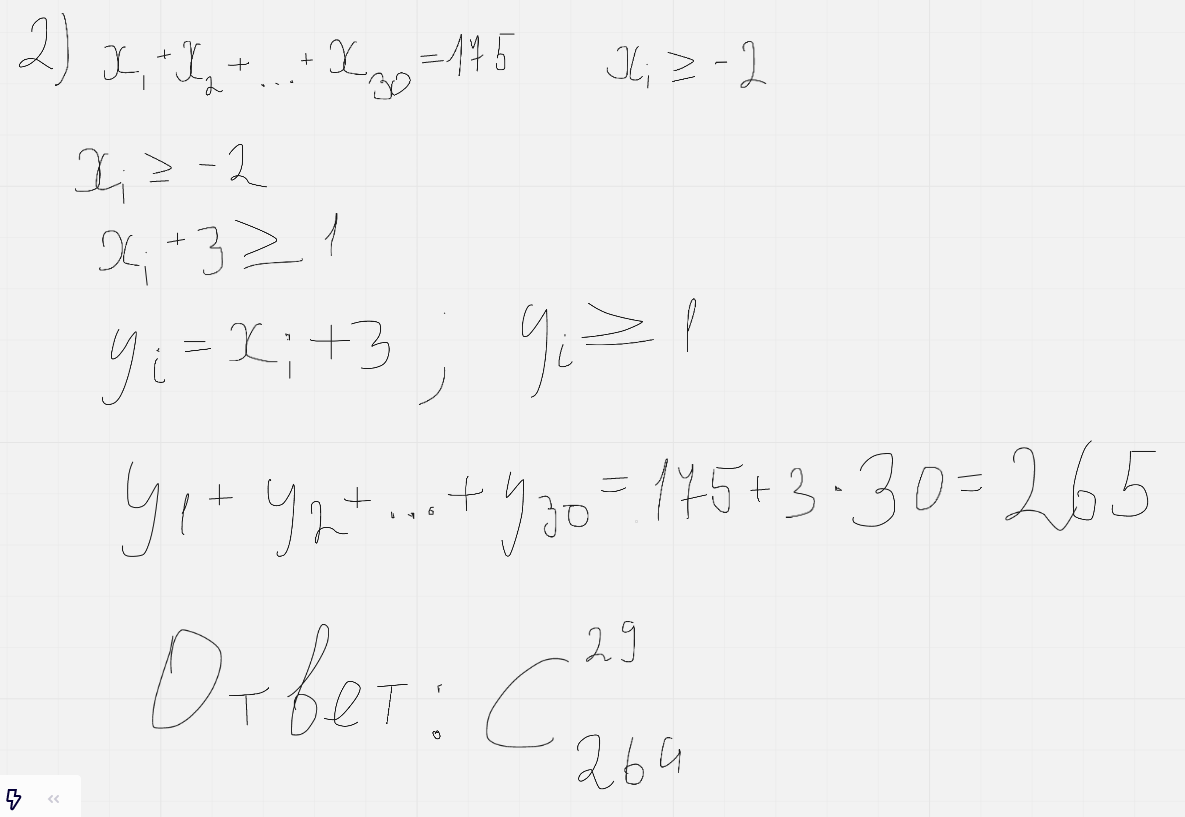 2) x₁ + x₂ + ... + x₃₀ = 175 xᵢ ≥ -2
xᵢ ≥ -2
xᵢ + 3 ≥ 1
yᵢ = xᵢ + 3 ; yᵢ ≥ 1
y₁ + y₂ + ... + y₃₀ = 175 + 3 · 30 = 265
Ответ: C₂₆₄²⁹